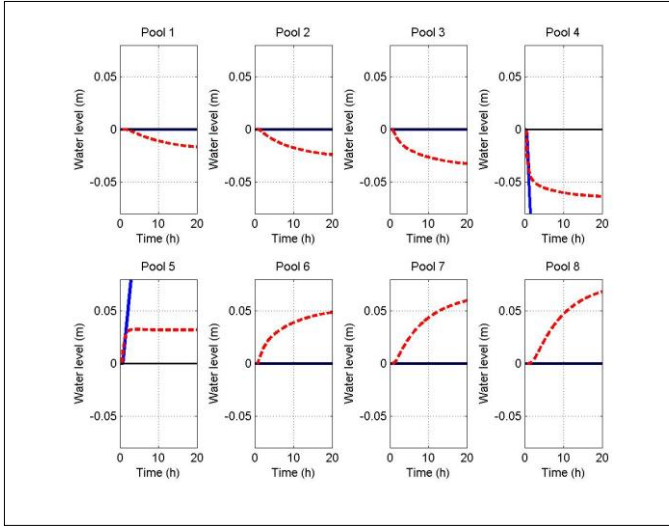 Pool 1
Water level (m)
0.05
0
-0.05
0 10 20
Time (h)
Pool 2
Water level (m)
0.05
0
-0.05
0 10 20
Time (h)
Pool 3
Water level (m)
0.05
0
-0.05
0 10 20
Time (h)
Pool 4
Water level (m)
0.05
0
-0.05
0 10 20
Time (h)
Pool 5
Water level (m)
0.05
0
-0.05
0 10 20
Time (h)
Pool 6
Water level (m)
0.05
0
-0.05
0 10 20
Time (h)
Pool 7
Water level (m)
0.05
0
-0.05
0 10 20
Time (h)
Pool 8
Water level (m)
0.05
0
-0.05
0 10 20
Time (h)